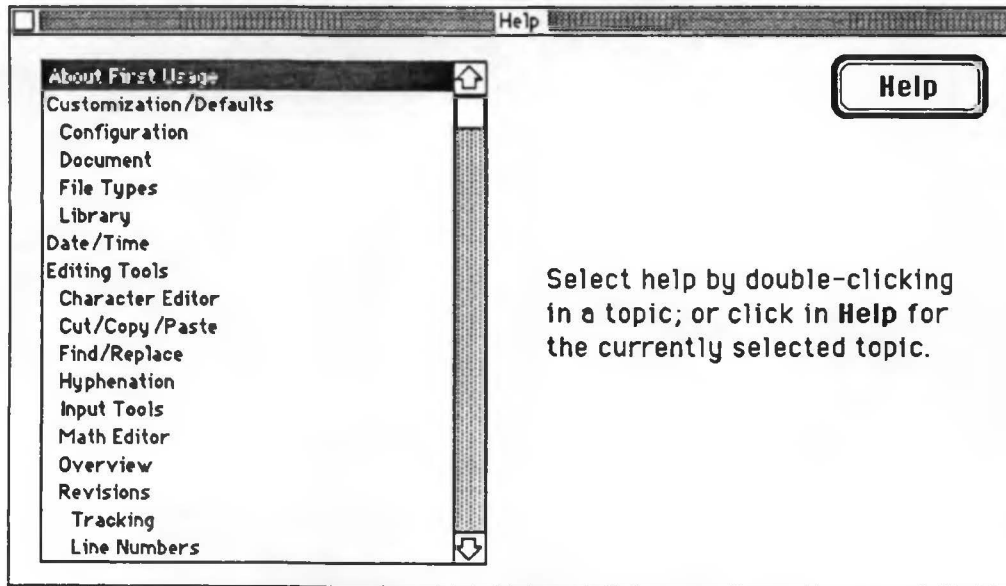 Help
About First Usage
Customization/Defaults
Configuration
Document
File Types
Library
Date/Time
Editing Tools
Character Editor
Cut/Copy/Paste
Find/Replace
Hyphenation
Input Tools
Math Editor
Overview
Revisions
Tracking
Line Numbers
Help
Select help by double-clicking
in a topic; or click in Help for
the currently selected topic.